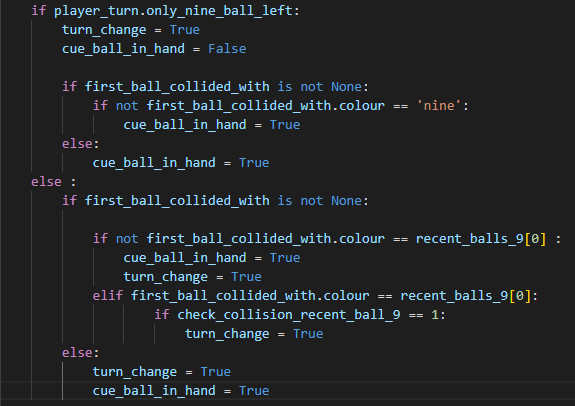 if player_turn.only_nine_ball_left:
    turn_change = True
    cue_ball_in_hand = False

    if first_ball_collided_with is not None:
        if not first_ball_collided_with.colour == 'nine':
            cue_ball_in_hand = True
    else:
        cue_ball_in_hand = True
else :
    if first_ball_collided_with is not None:

        if not first_ball_collided_with.colour == recent_balls_9[0] :
            cue_ball_in_hand = True
            turn_change = True
        elif first_ball_collided_with.colour == recent_balls_9[0]:
                if check_collision_recent_ball_9 == 1:
                    turn_change = True
    else:
        turn_change = True
        cue_ball_in_hand = True